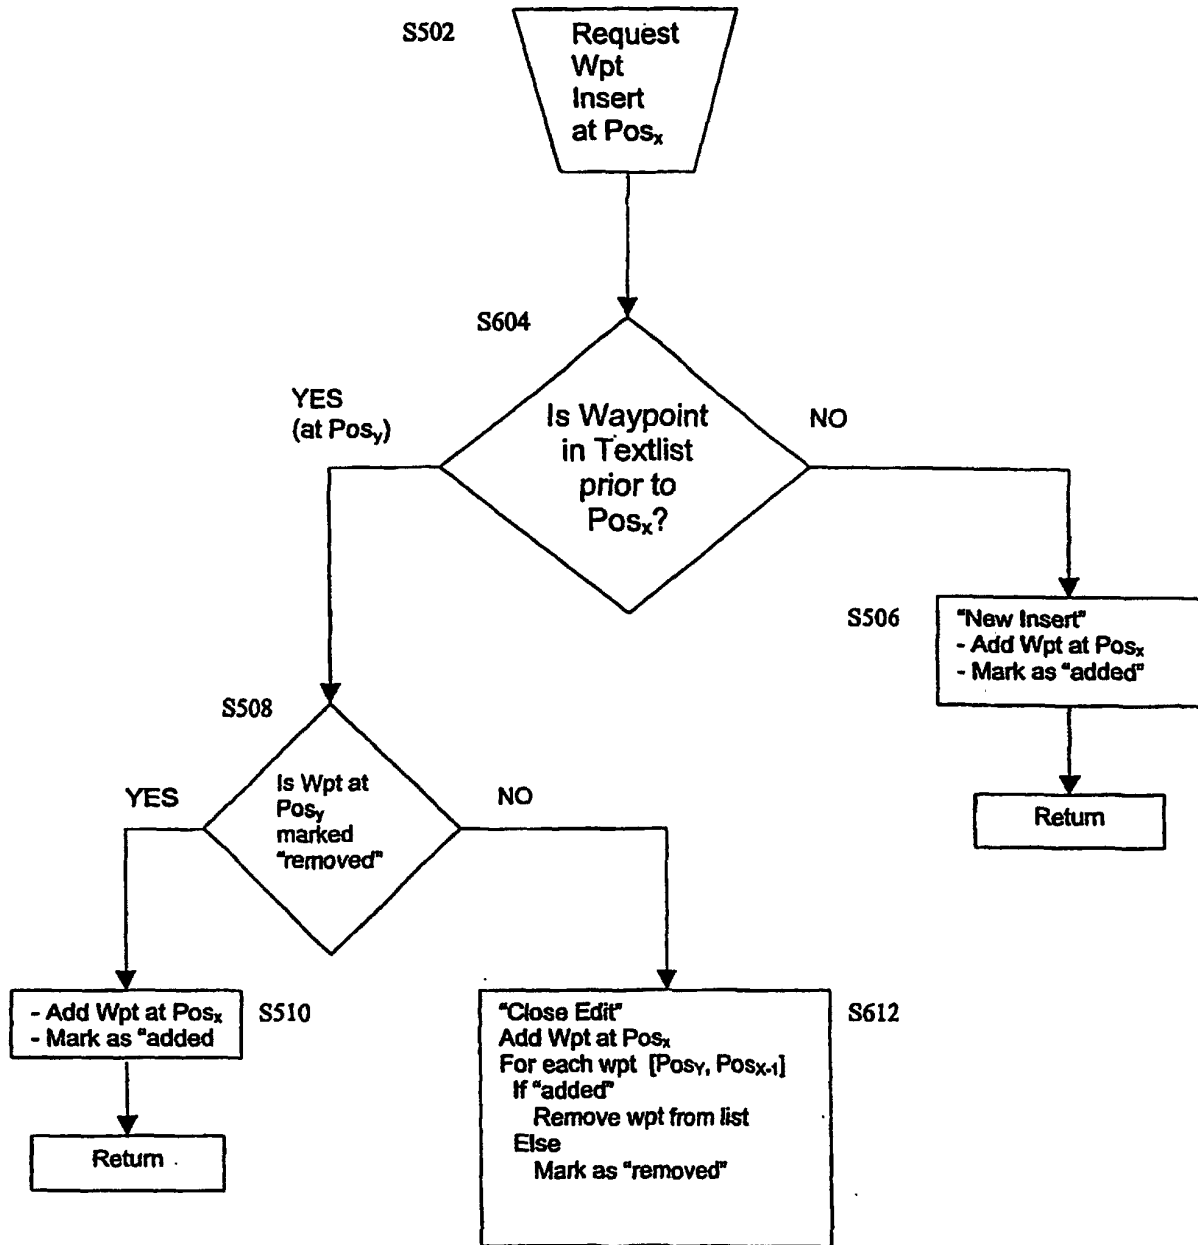 S502
Request
Wpt
Insert
at Posx
S604
Is Waypoint
in Textlist
prior to
Posx?
YES
(at Posy)
NO
S506
"New Insert"
- Add Wpt at Posx
- Mark as "added"
Return
S508
Is Wpt at
Posy
marked
"removed"
YES
NO
- Add Wpt at Posx
- Mark as "added
S510
Return
"Close Edit"
Add Wpt at Posx
For each wpt [PosY, PosX-1]
If "added"
Remove wpt from list
Else
Mark as "removed"
S612